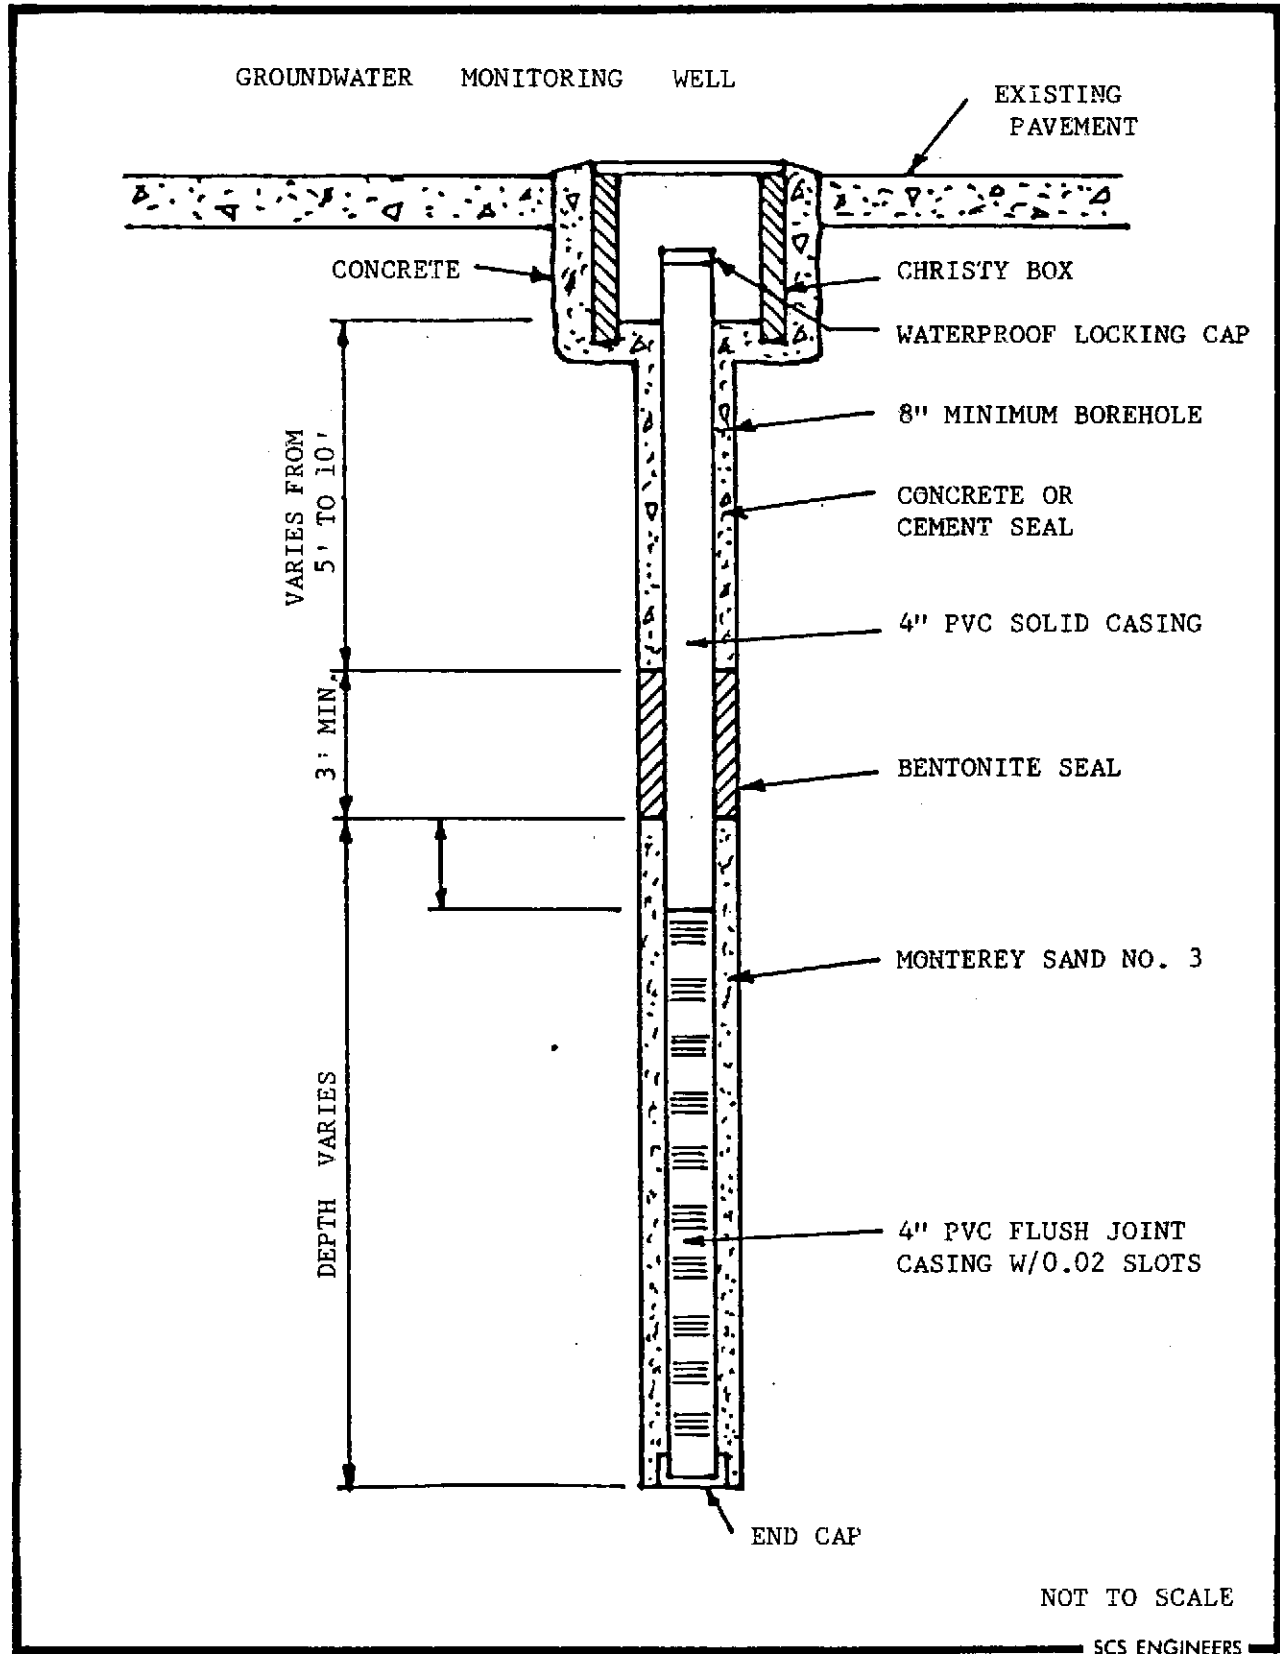 GROUNDWATER MONITORING WELL
EXISTING
PAVEMENT
CONCRETE
CHRISTY BOX
WATERPROOF LOCKING CAP
8" MINIMUM BOREHOLE
VARIES FROM
5' TO 10'
CONCRETE OR
CEMENT SEAL
4" PVC SOLID CASING
3' MIN.
BENTONITE SEAL
MONTEREY SAND NO. 3
DEPTH VARIES
4" PVC FLUSH JOINT
CASING W/0.02 SLOTS
END CAP
NOT TO SCALE
SCS ENGINEERS